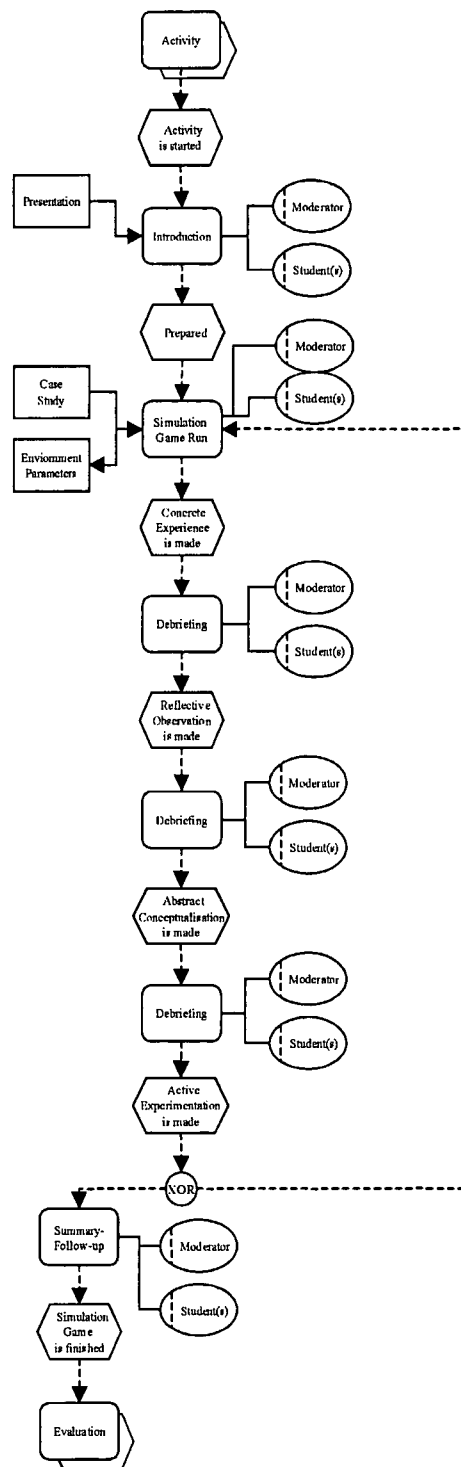 Activity
Activity
is started
Presentation
Introduction
Moderator
Student(s)
Prepared
Case
Study
Enviornment
Parameters
Simulation
Game Run
Moderator
Student(s)
Concrete
Experience
is made
Debriefing
Moderator
Student(s)
Reflective
Observation
is made
Debriefing
Moderator
Student(s)
Abstract
Conceptualisation
is made
Debriefing
Moderator
Student(s)
Active
Experimentation
is made
XOR
Summary-
Follow-up
Moderator
Student(s)
Simulation
Game
is finished
Evaluation